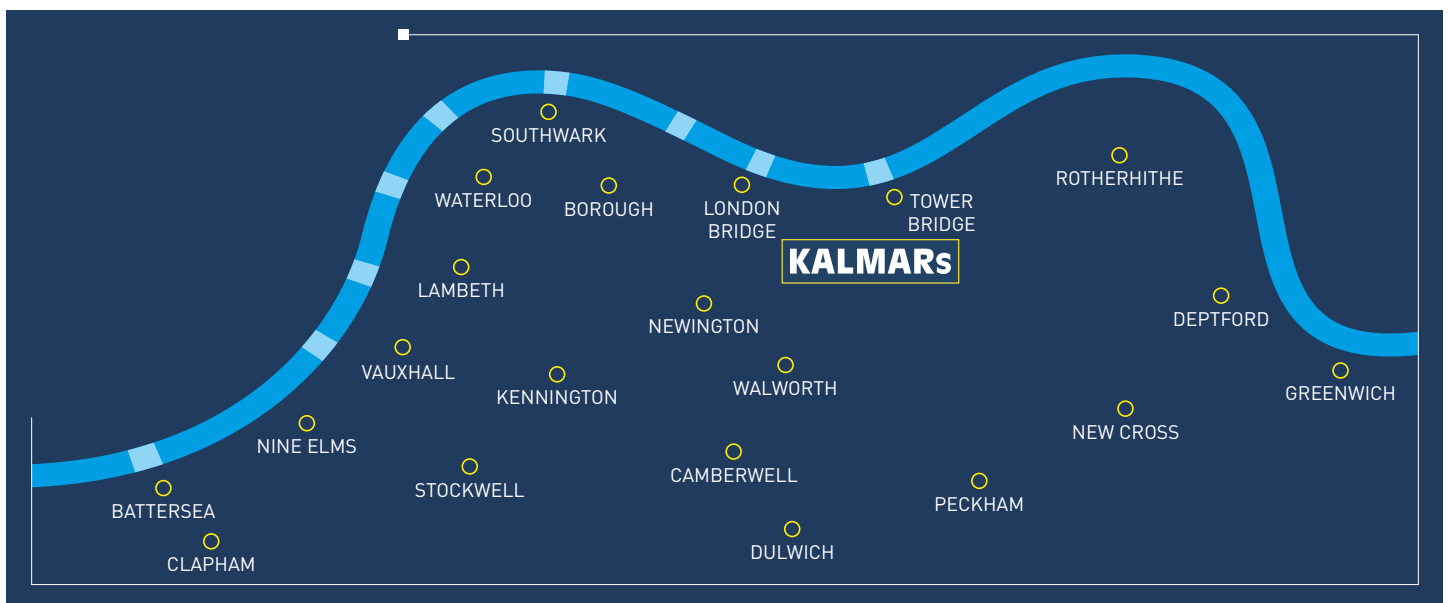 SOUTHWARK
WATERLOO
BOROUGH
LONDON
BRIDGE
TOWER
BRIDGE
ROTHERHITHE
KALMARs
LAMBETH
NEWINGTON
DEPTFORD
VAUXHALL
KENNINGTON
WALWORTH
GREENWICH
NINE ELMS
NEW CROSS
STOCKWELL
CAMBERWELL
PECKHAM
BATTERSEA
DULWICH
CLAPHAM